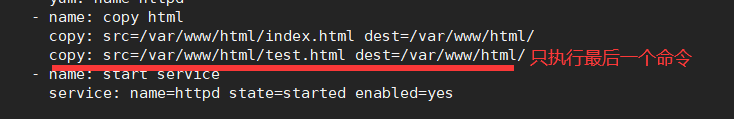 yum: name=httpd
- name: copy html
copy: src=/var/www/html/index.html dest=/var/www/html/
copy: src=/var/www/html/test.html dest=/var/www/html/
只执行最后一个命令
- name: start service
service: name=httpd state=started enabled=yes